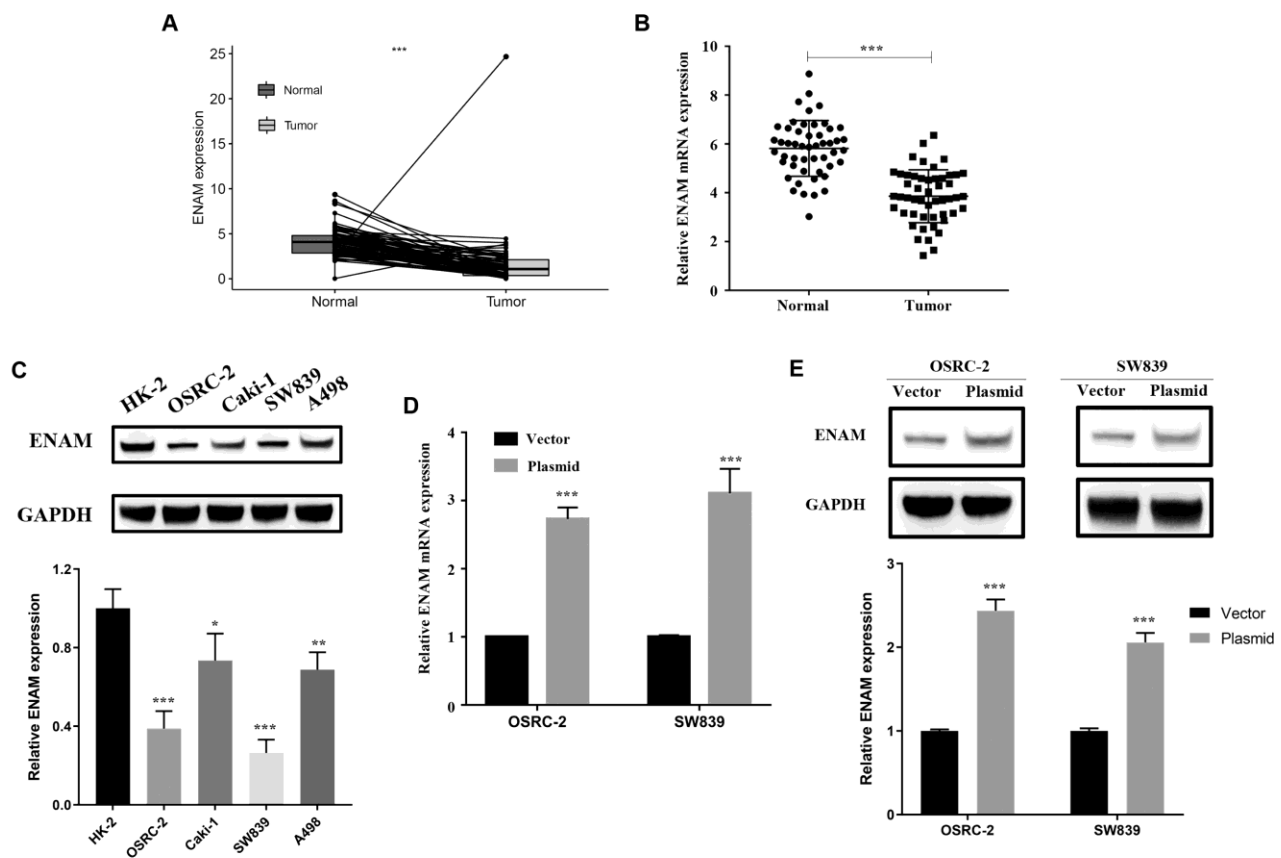 A
ENAM expression
25
20
15
10
5
0
***
Normal
Tumor
Normal
Tumor
B
Relative ENAM mRNA expression
10
8
6
4
2
0
***
Normal
Tumor
C
HK-2
OSRC-2
Caki-1
SW839
A498
ENAM
GAPDH
Relative ENAM expression
1.2
0.8
0.4
0.0
***
*
***
**
HK-2
OSRC-2
Caki-1
SW839
A498
D
Relative ENAM mRNA expression
4
3
2
1
0
Vector
Plasmid
***
***
OSRC-2
SW839
E
OSRC-2
SW839
Vector
Plasmid
Vector
Plasmid
ENAM
GAPDH
Relative ENAM expression
3
2
1
0
***
***
Vector
Plasmid
OSRC-2
SW839